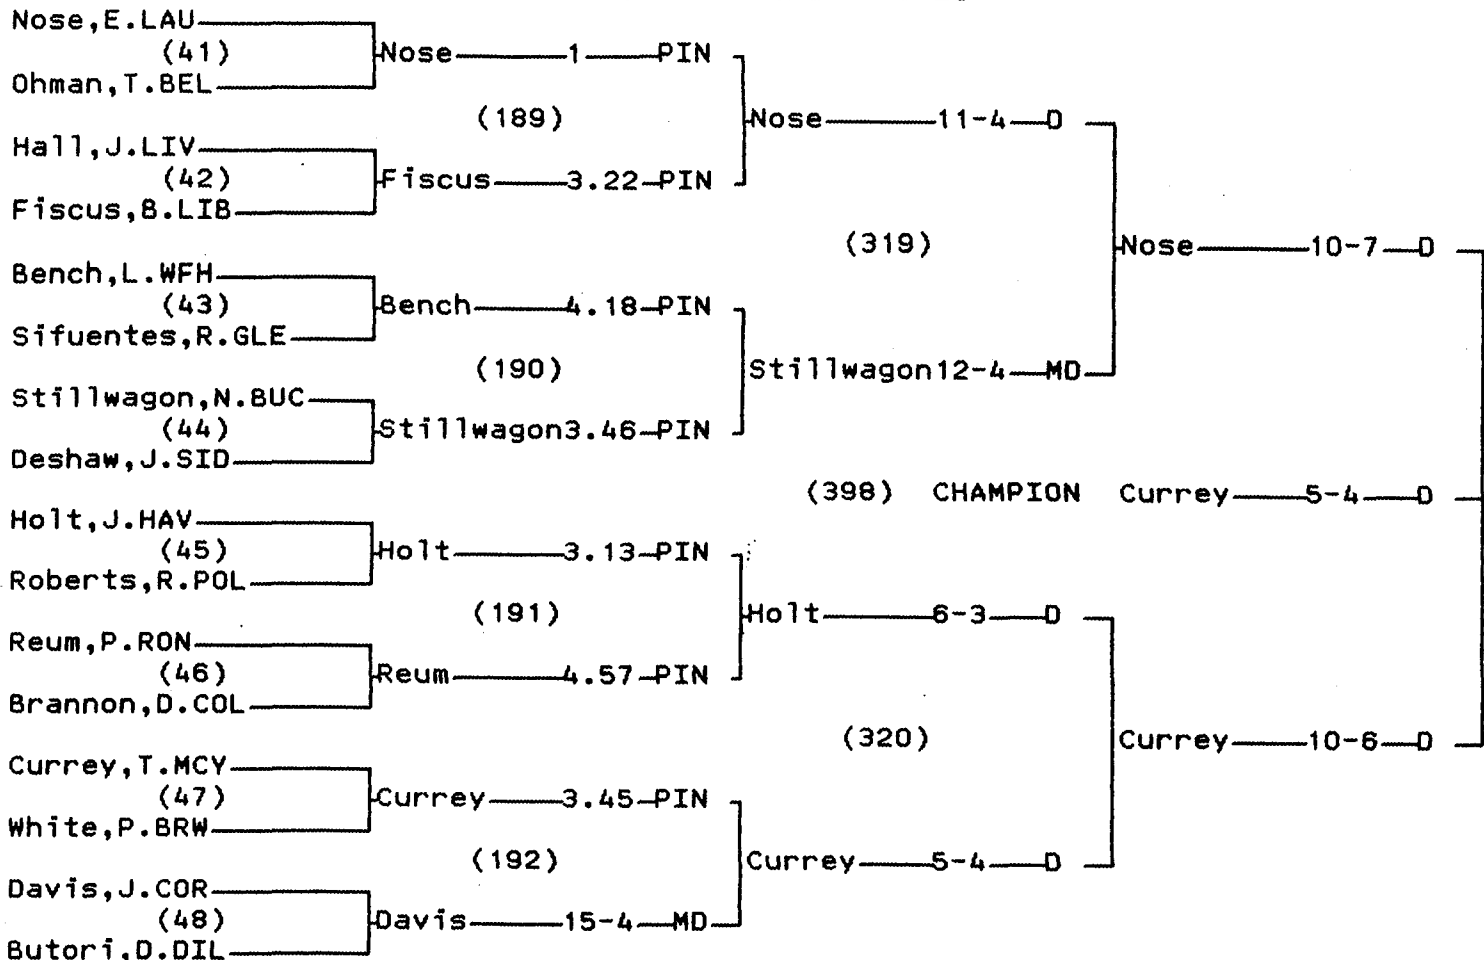 Nose,E.LAU
(41) Nose 1 PIN
Ohman,T.BEL
(189) Nose 11-4 D
Hall,J.LIV
(42) Fiscus 3.22 PIN
Fiscus,B.LIB
(319) Nose 10-7 D
Bench,L.WFH
(43) Bench 4.18 PIN
Sifuentes,R.GLE
(190) Stillwagon 12-4 MD
Stillwagon,N.BUC
(44) Stillwagon 3.46 PIN
Deshaw,J.SID
(398) CHAMPION Currey 5-4 D
Holt,J.HAV
(45) Holt 3.13 PIN
Roberts,R.POL
(191) Holt 6-3 D
Reum,P.RON
(46) Reum 4.57 PIN
Brannon,D.COL
(320) Currey 10-6 D
Currey,T.MCY
(47) Currey 3.45 PIN
White,P.BRW
(192) Currey 5-4 D
Davis,J.COR
(48) Davis 15-4 MD
Butori,D.DIL